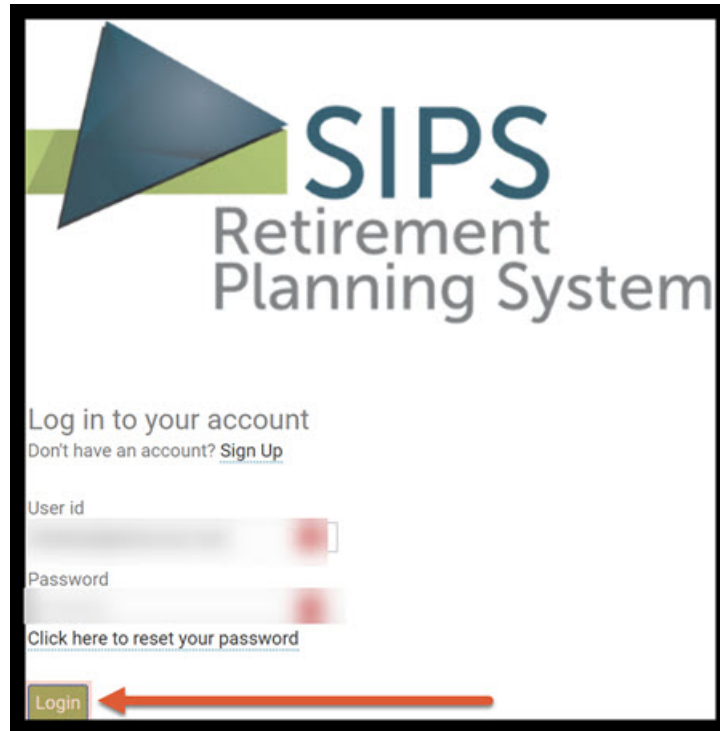 SIPS
Retirement
Planning System
Log in to your account
Don't have an account? Sign Up
User id
Password
Click here to reset your password
Login